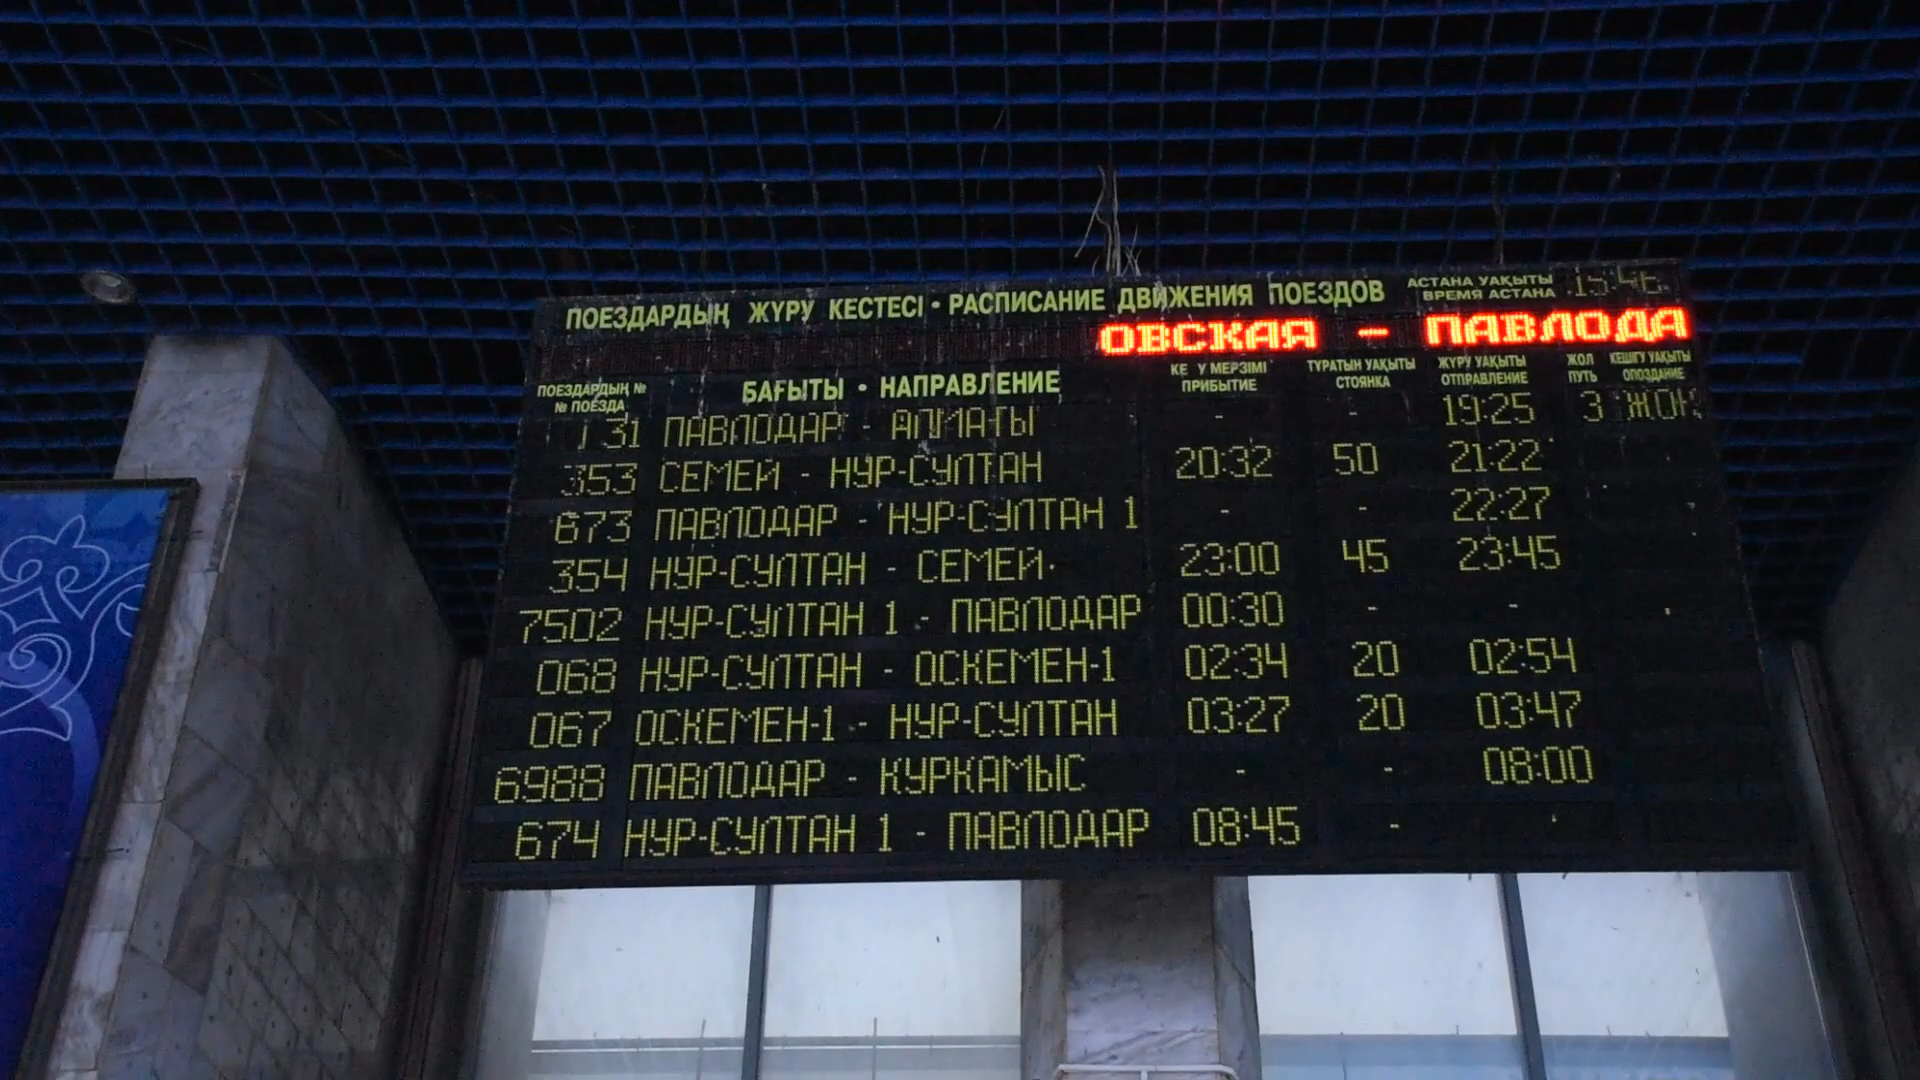 ПОЕЗДАРДЫҢ ЖҮРУ КЕСТЕСІ • РАСПИСАНИЕ ДВИЖЕНИЯ ПОЕЗДОВ АСТАНА УАҚЫТЫ
ВРЕМЯ АСТАНА
ОВСКАЯ - ПАВЛОДА
ПОЕЗДАРДЫҢ № БАҒЫТЫ • НАПРАВЛЕНИЕ КЕ У МЕРЗІМІ ТҰРАТЫН УАҚЫТЫ ЖҮРУ УАҚЫТЫ ЖОЛ КЕШІГУ УАҚЫТЫ
№ ПОЕЗДА ПРИБЫТИЕ СТОЯНКА ОТПРАВЛЕНИЕ ПУТЬ ОПОЗДАНИЕ
31 ПАВЛОДАР - АЛМАТЫ - - 19:25 3
353 СЕМЕЙ - НУР-СУЛТАН 20:32 50 21:22
673 ПАВЛОДАР - НУР-СУЛТАН 1 - - 22:27
354 НУР-СУЛТАН - СЕМЕЙ 23:00 45 23:45
7502 НУР-СУЛТАН 1 - ПАВЛОДАР 00:30 - -
068 НУР-СУЛТАН - ОСКЕМЕН-1 02:34 20 02:54
067 ОСКЕМЕН-1 - НУР-СУЛТАН 03:27 20 03:47
6988 ПАВЛОДАР - КУРКАМЫС - - 08:00
674 НУР-СУЛТАН 1 - ПАВЛОДАР 08:45 -